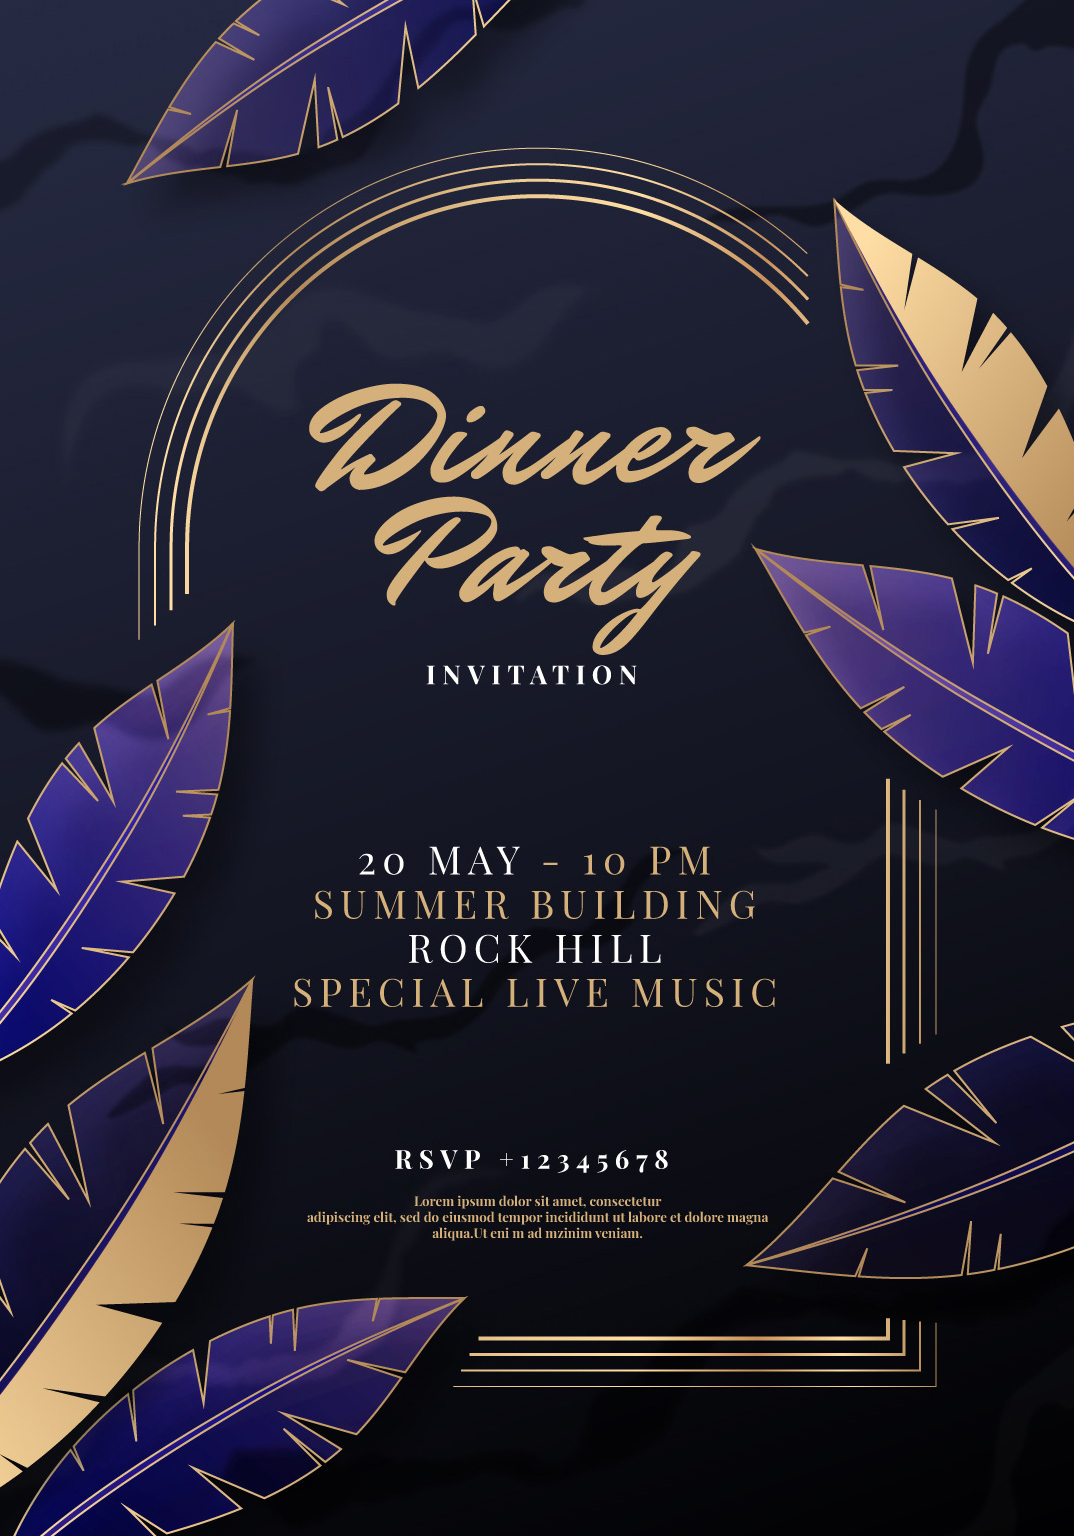 Dinner
Party
INVITATION
20 MAY - 10 PM
SUMMER BUILDING
ROCK HILL
SPECIAL LIVE MUSIC
RSVP +12345678
Lorem ipsum dolor sit amet, consectetur
adipiscing elit, sed do eiusmod tempor incididunt ut labore et dolore magna
aliqua.Ut eni m ad mzinim veniam.